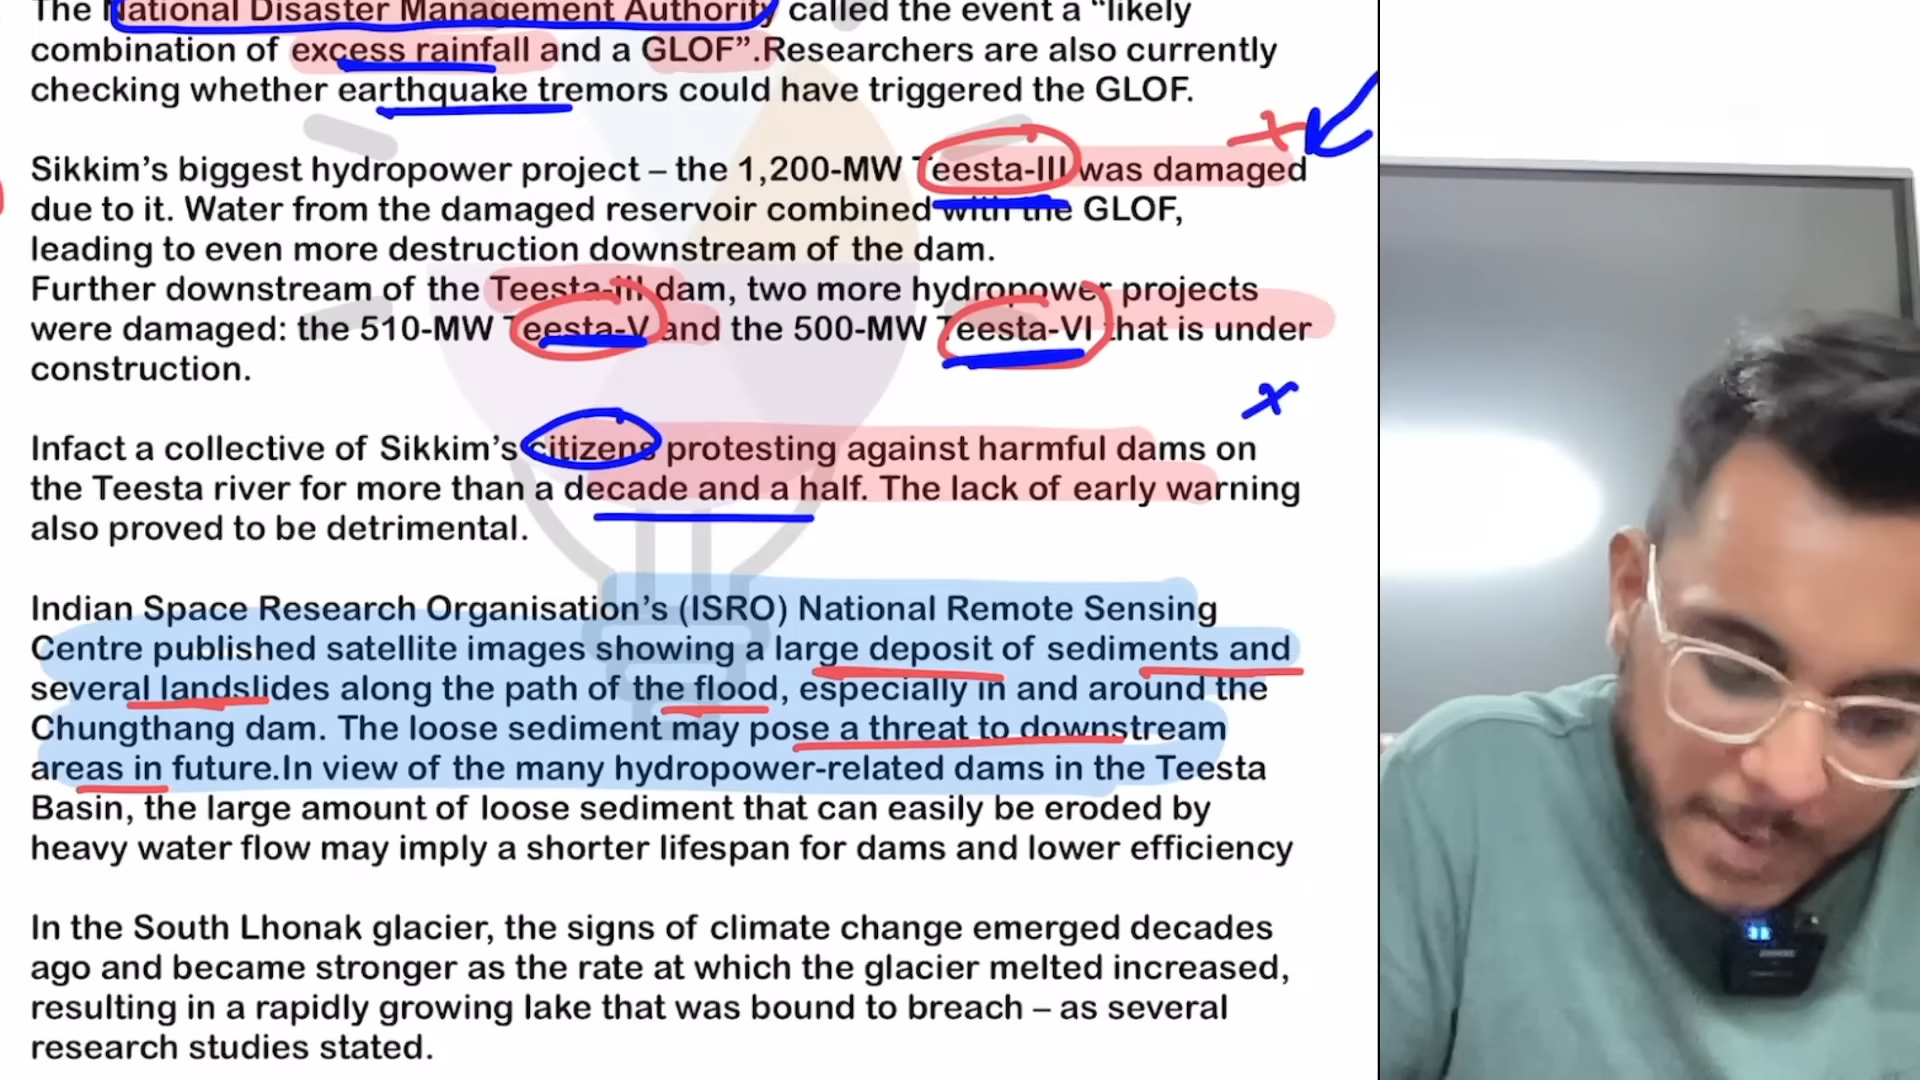 The National Disaster Management Authority called the event a “likely
combination of excess rainfall and a GLOF”.Researchers are also currently
checking whether earthquake tremors could have triggered the GLOF.
Sikkim’s biggest hydropower project – the 1,200-MW Teesta-III was damaged
due to it. Water from the damaged reservoir combined with the GLOF,
leading to even more destruction downstream of the dam.
Further downstream of the Teesta-III dam, two more hydropower projects
were damaged: the 510-MW Teesta-V and the 500-MW Teesta-VI that is under
construction.
Infact a collective of Sikkim’s citizens protesting against harmful dams on
the Teesta river for more than a decade and a half. The lack of early warning
also proved to be detrimental.
Indian Space Research Organisation’s (ISRO) National Remote Sensing
Centre published satellite images showing a large deposit of sediments and
several landslides along the path of the flood, especially in and around the
Chungthang dam. The loose sediment may pose a threat to downstream
areas in future.In view of the many hydropower-related dams in the Teesta
Basin, the large amount of loose sediment that can easily be eroded by
heavy water flow may imply a shorter lifespan for dams and lower efficiency
In the South Lhonak glacier, the signs of climate change emerged decades
ago and became stronger as the rate at which the glacier melted increased,
resulting in a rapidly growing lake that was bound to breach – as several
research studies stated.